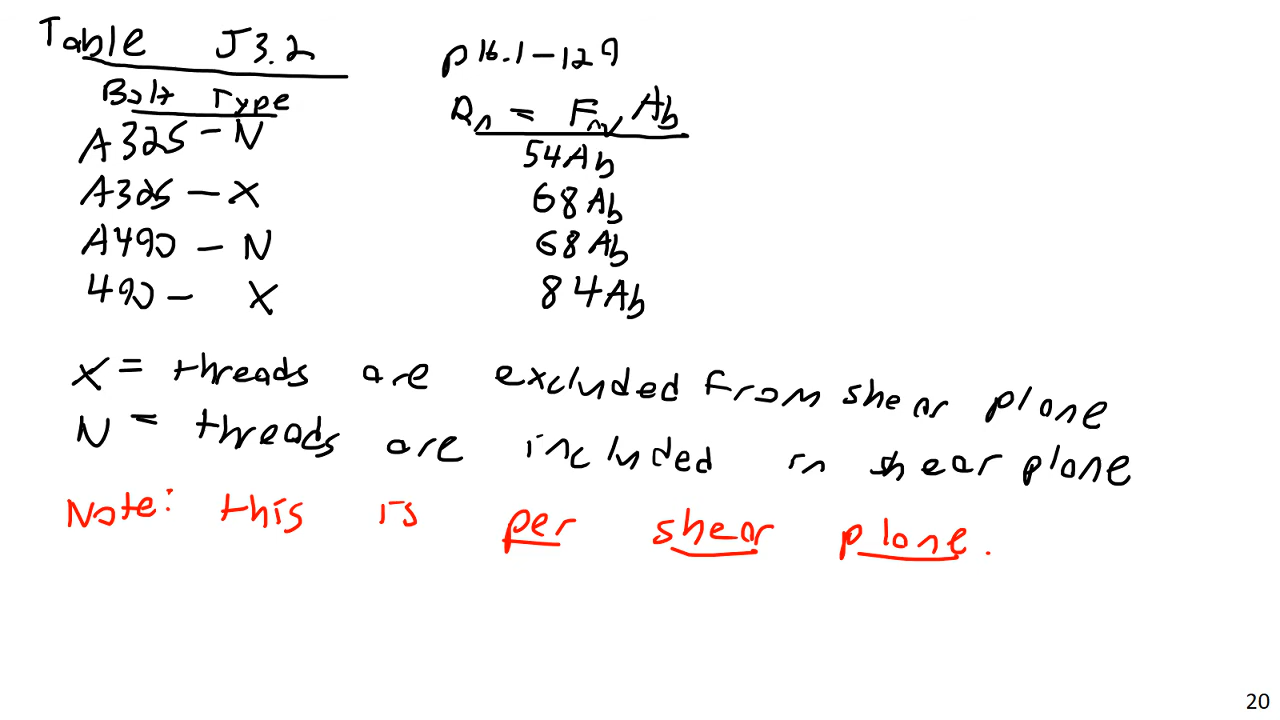 Table J3.2 p16.1-129
Bolt Type Rn = Fnv Ab
A325 - N 54Ab
A325 - X 68Ab
A490 - N 68Ab
490 - X 84Ab
X = threads are excluded from shear plane
N = threads are included in shear plane
Note: this is per shear plane.
20